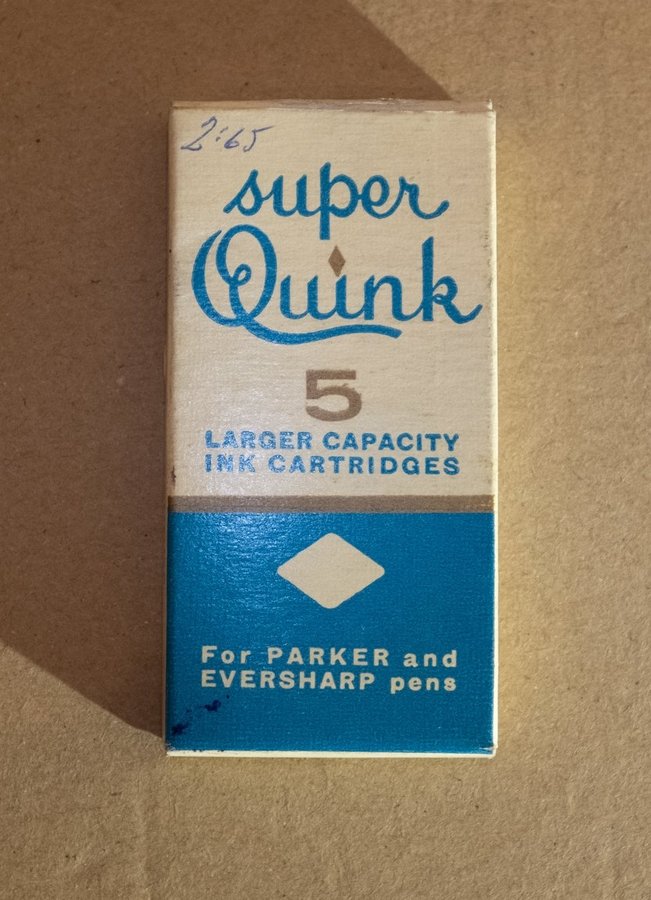 2:65
super
Quink
5
LARGER CAPACITY
INK CARTRIDGES
For PARKER and
EVERSHARP pens